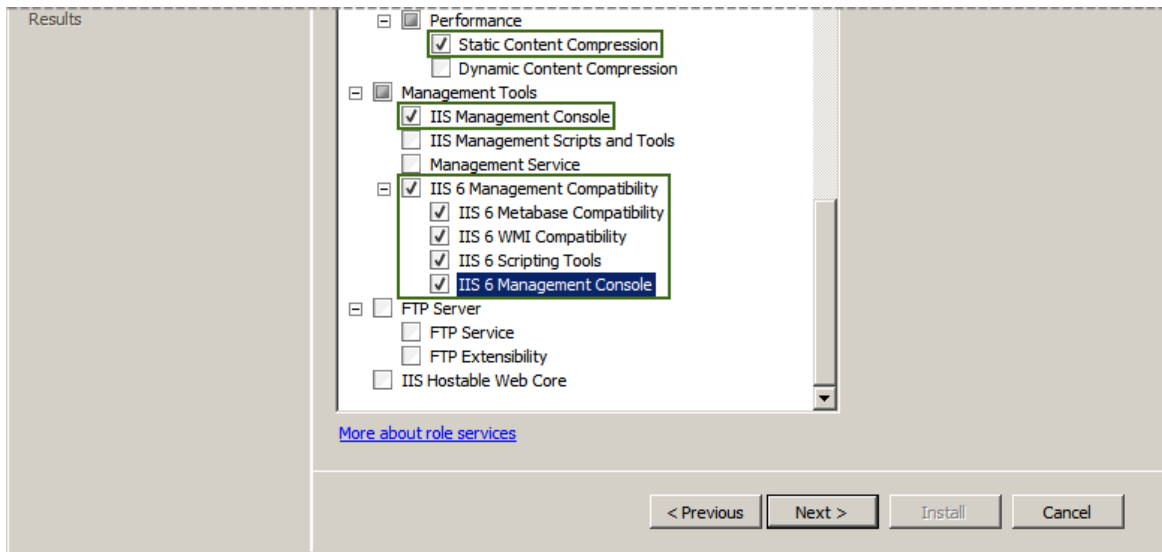 Results
Performance
Static Content Compression
Dynamic Content Compression
Management Tools
IIS Management Console
IIS Management Scripts and Tools
Management Service
IIS 6 Management Compatibility
IIS 6 Metabase Compatibility
IIS 6 WMI Compatibility
IIS 6 Scripting Tools
IIS 6 Management Console
FTP Server
FTP Service
FTP Extensibility
IIS Hostable Web Core
More about role services
< Previous Next > Install Cancel